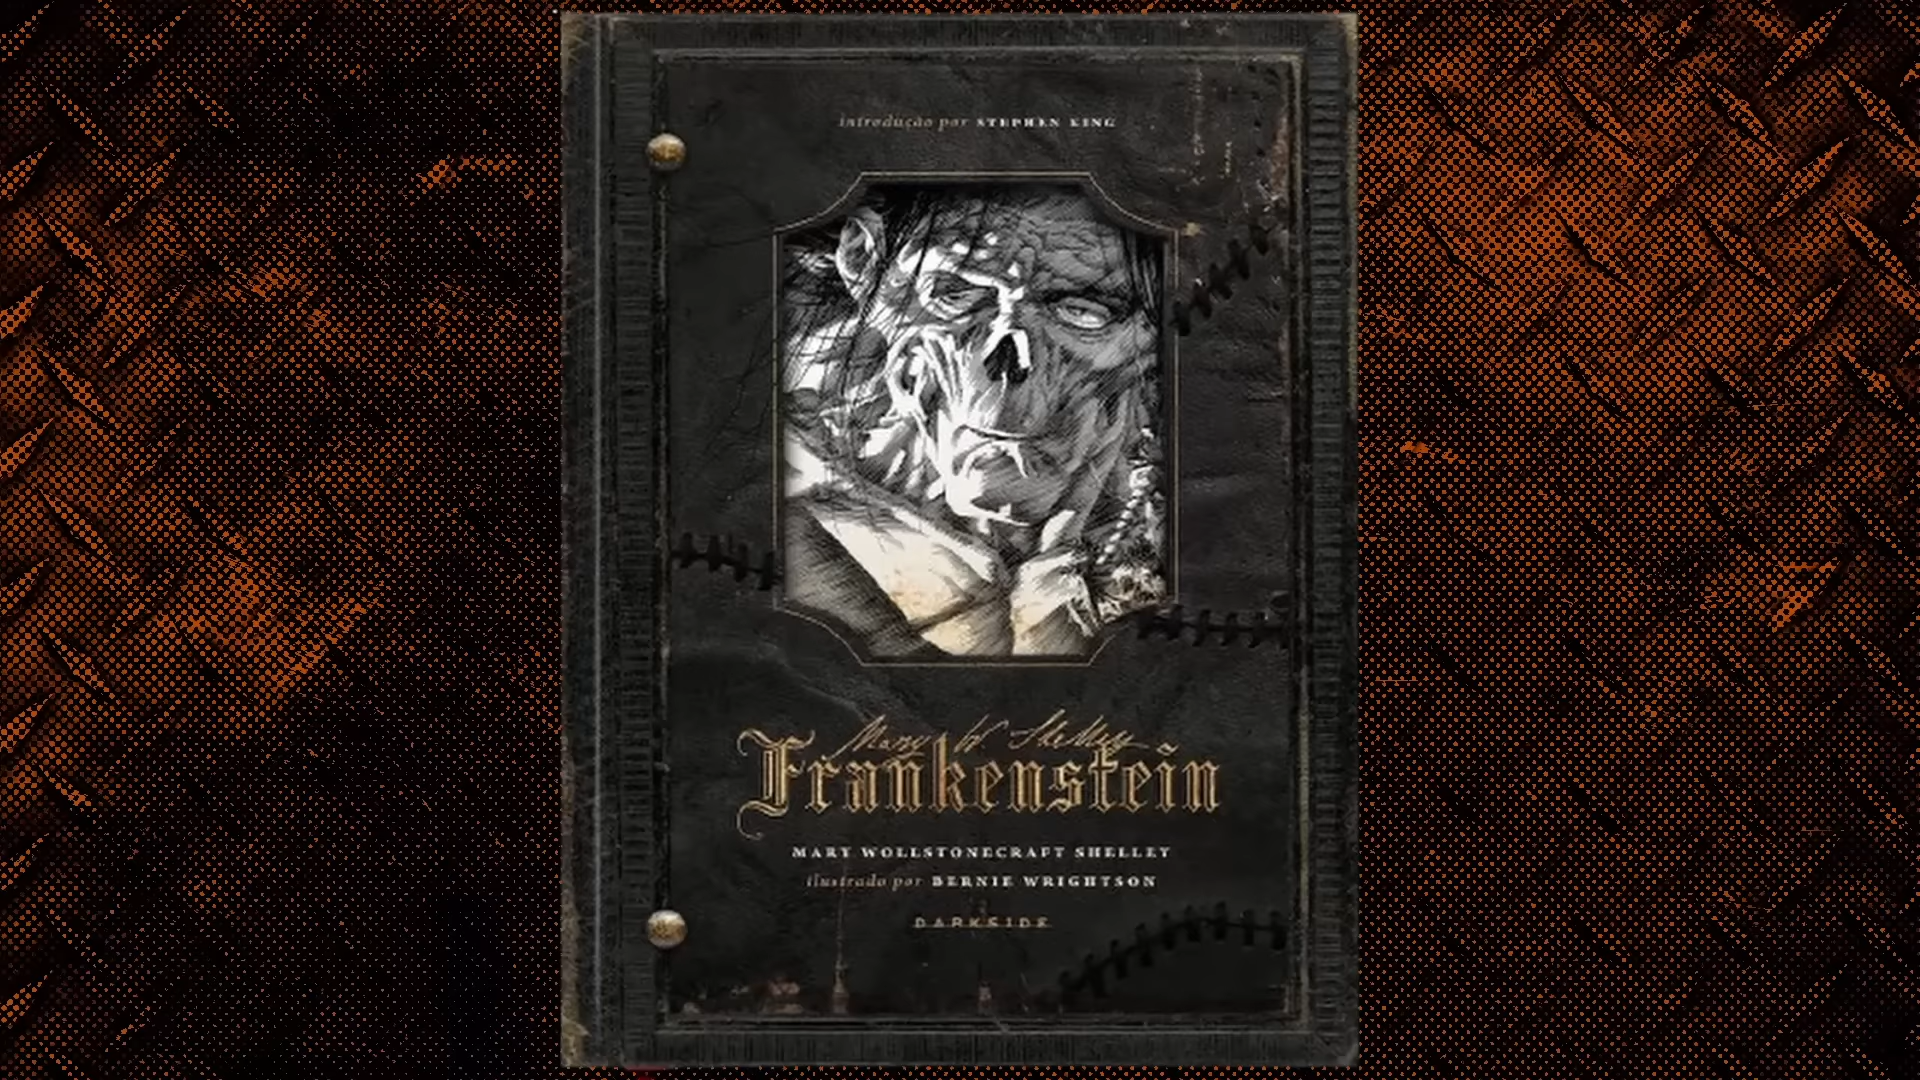 introdução por STEPHEN KING
Mary W. Shelley
Frankenstein
MARY WOLLSTONECRAFT SHELLEY
ilustrado por BERNIE WRIGHTSON
DARKSIDE